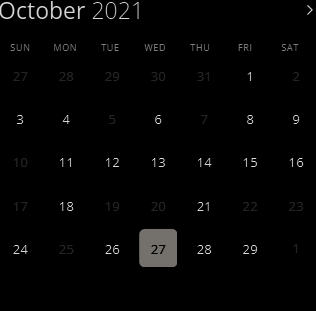 October 2021
SUN MON TUE WED THU FRI SAT
27 28 29 30 31 1 2
3 4 5 6 7 8 9
10 11 12 13 14 15 16
17 18 19 20 21 22 23
24 25 26 27 28 29 1